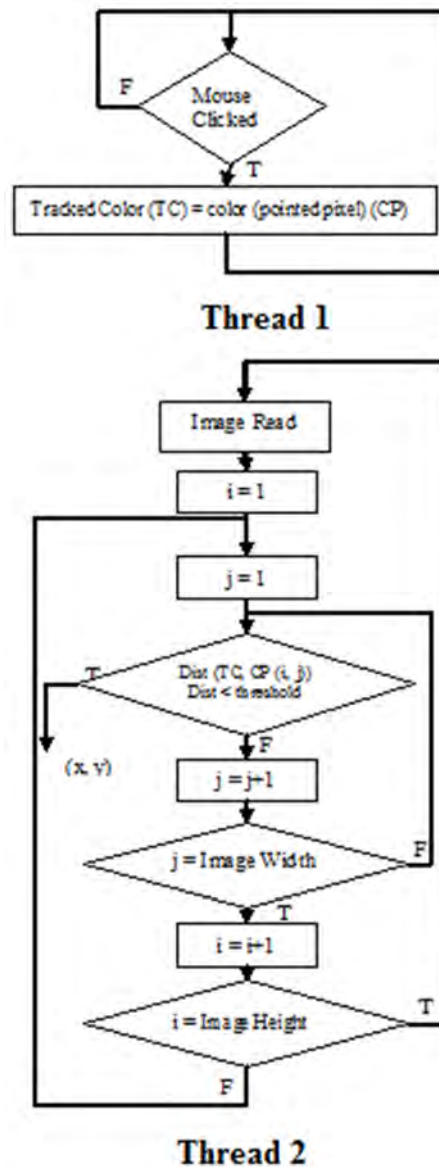 F
Mouse
Clicked
T
Tracked Color (TC) = color (pointed pixel) (CP)
Thread 1
Image Read
i = 1
j = 1
T
Dist (TC, CP (i, j))
Dist < threshold
(x, y)
F
j = j+1
j = Image Width
F
T
i = i+1
T
i = Image Height
F
Thread 2